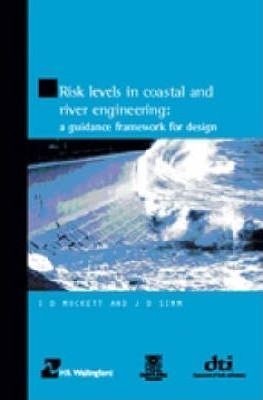 Risk levels in coastal and
river engineering:
a guidance framework for design
I D MOCKETT AND J D SIMM
HR Wallingford
dti